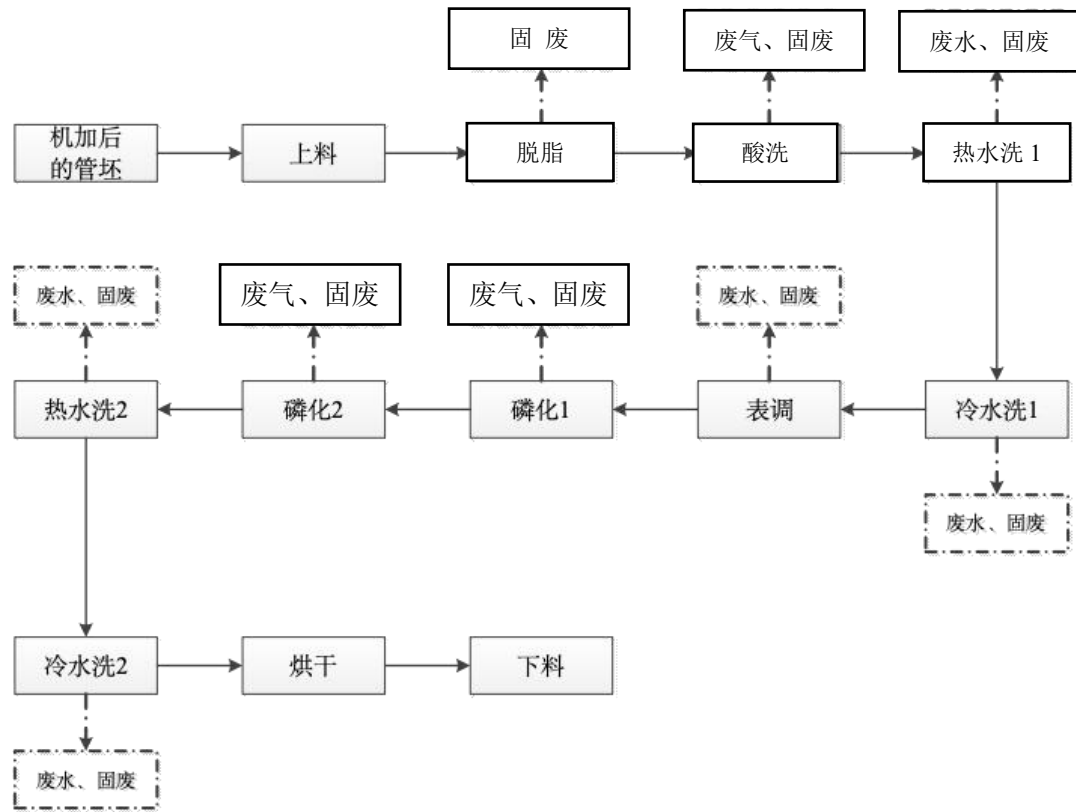 固 废
废气、固废
废水、固废
机加后
的管坯
上料
脱脂
酸洗
热水洗 1
废水、固废
废气、固废
废气、固废
废水、固废
热水洗2
磷化2
磷化1
表调
冷水洗1
废水、固废
冷水洗2
烘干
下料
废水、固废